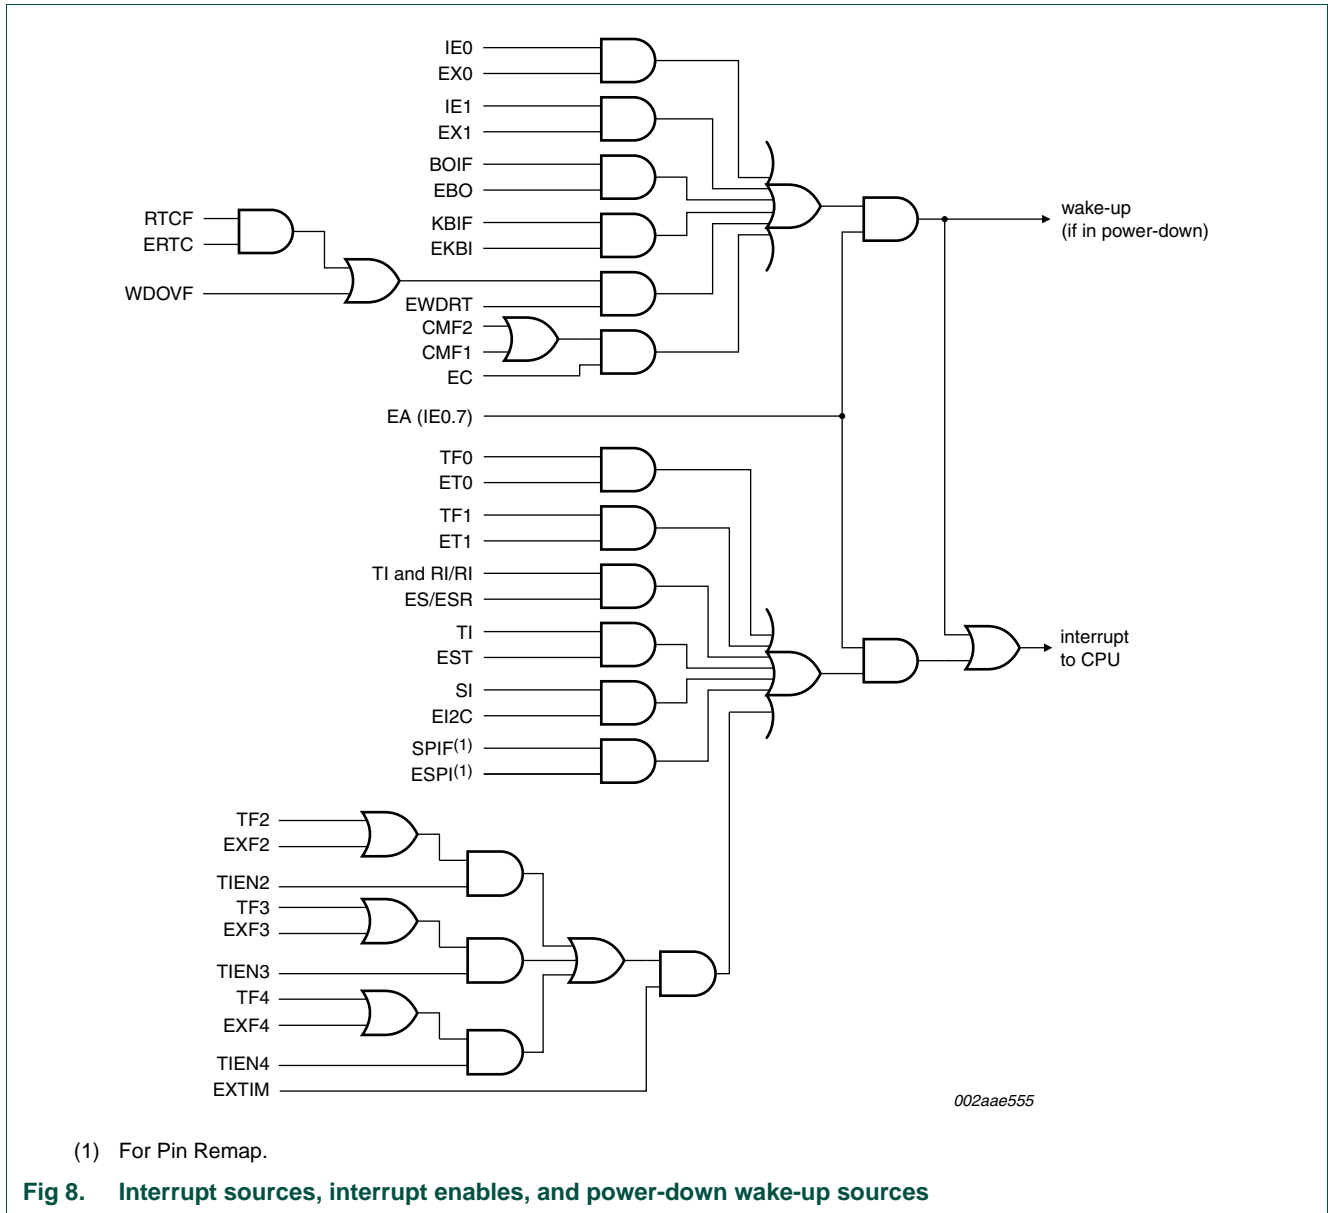 IE0
EX0
IE1
EX1
BOIF
EBO
KBIF
EKBI
RTCF
ERTC
WDOVF
EWDRT
CMF2
CMF1
EC
wake-up
(if in power-down)
EA (IE0.7)
TF0
ET0
TF1
ET1
TI and RI/RI
ES/ESR
TI
EST
SI
EI2C
SPIF(1)
ESPI(1)
interrupt
to CPU
TF2
EXF2
TIEN2
TF3
EXF3
TIEN3
TF4
EXF4
TIEN4
EXTIM
002aae555
(1) For Pin Remap.
Fig 8. Interrupt sources, interrupt enables, and power-down wake-up sources